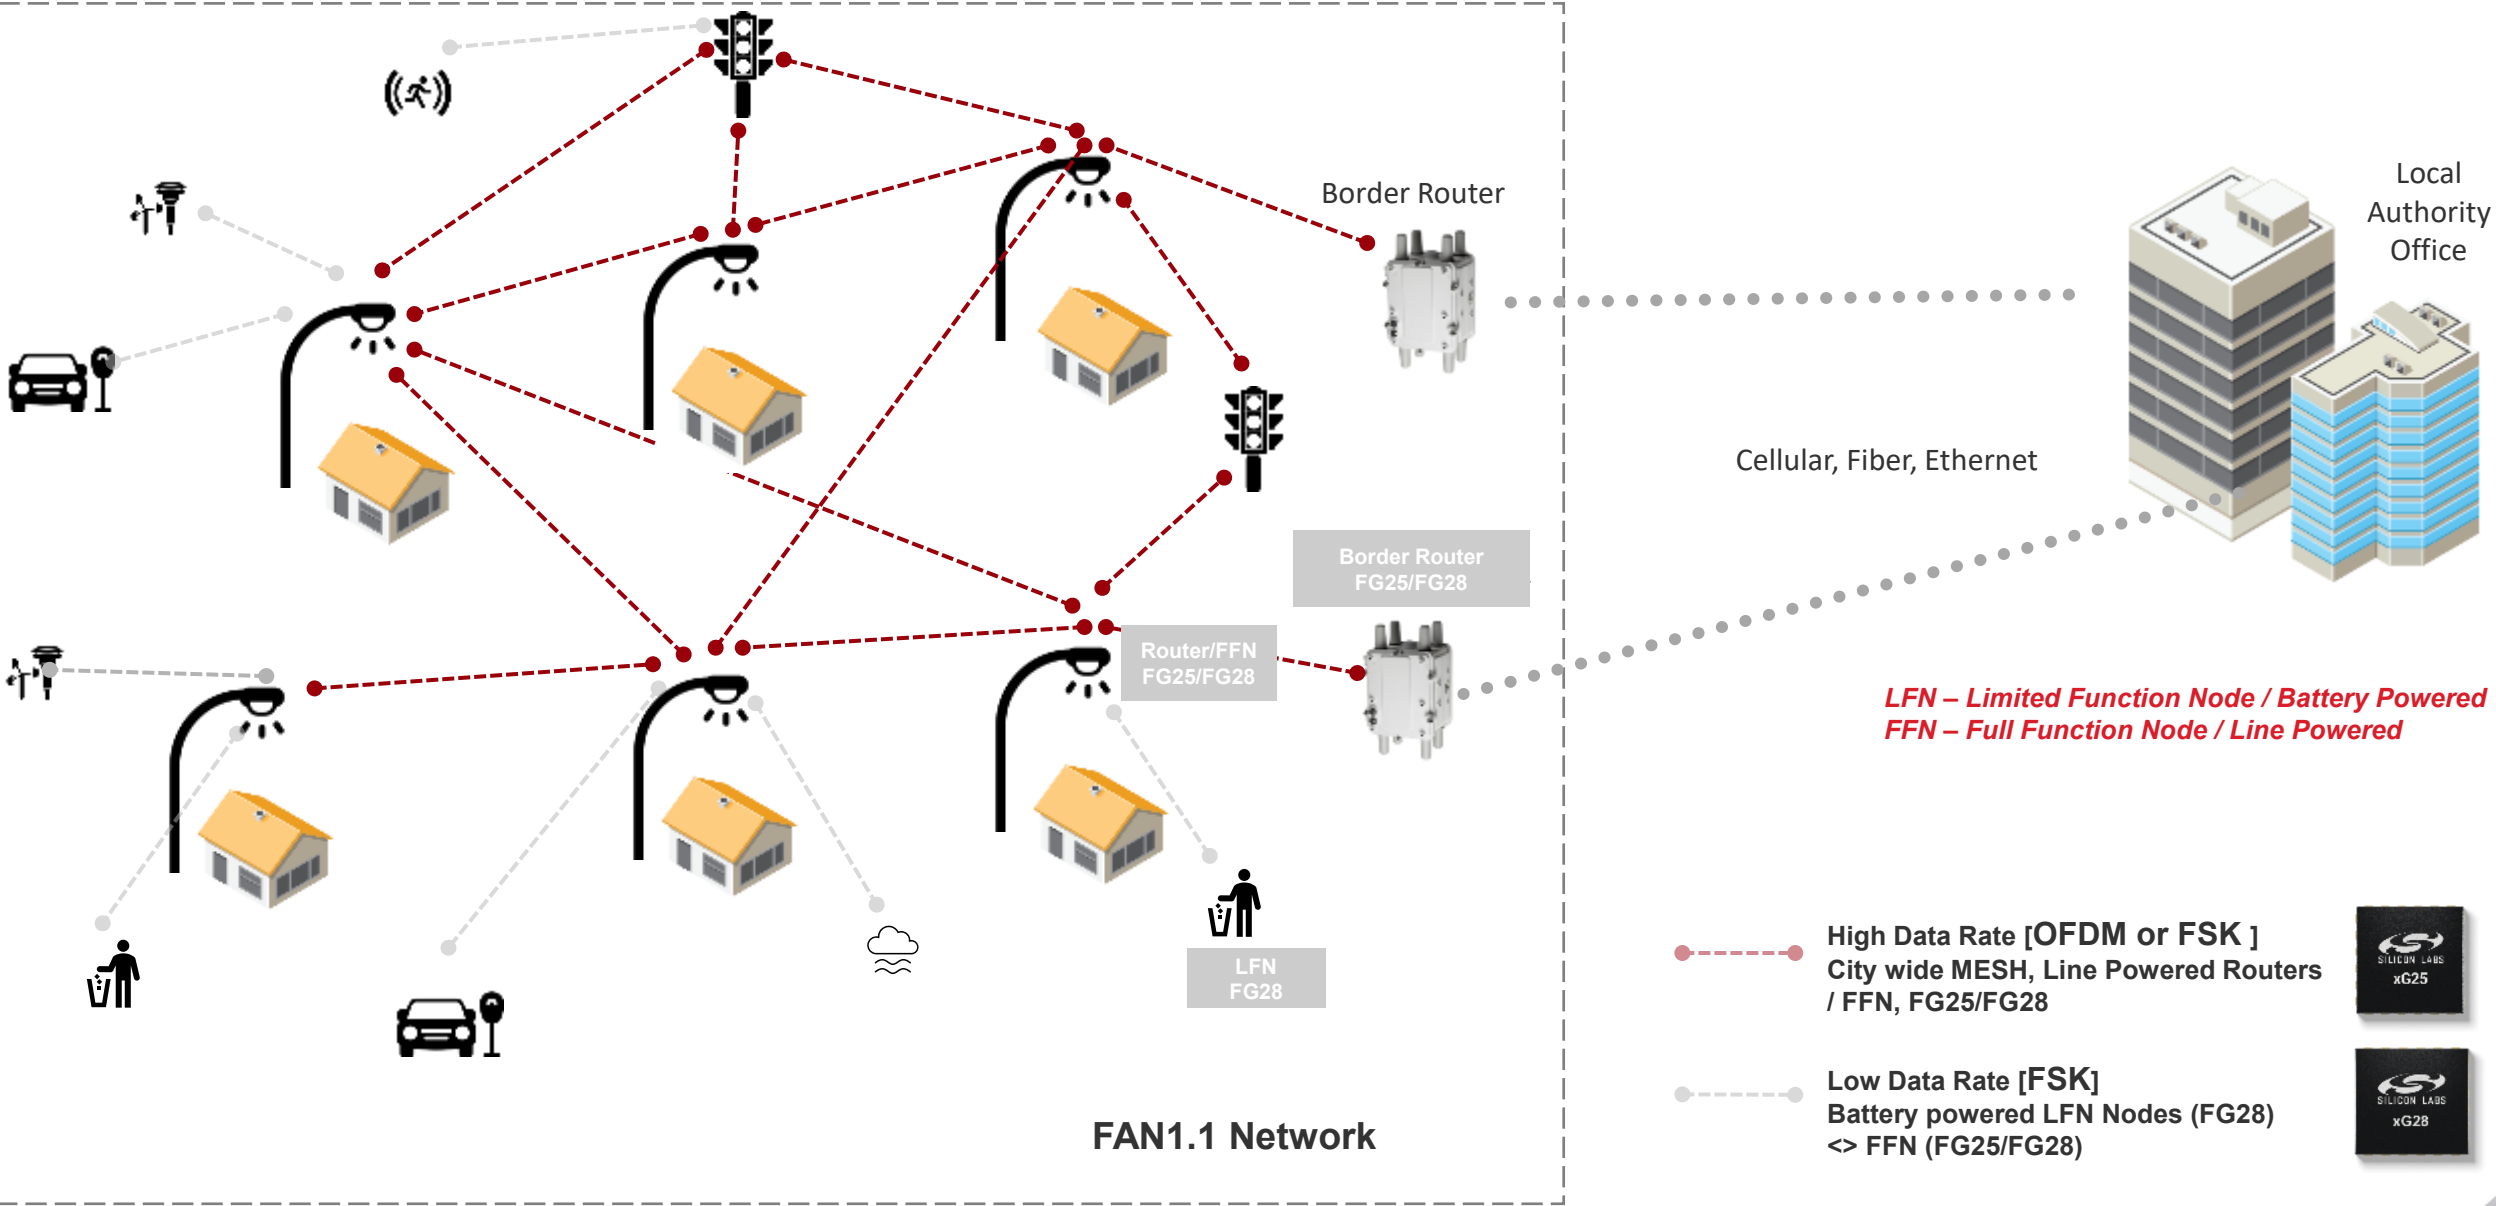 Border Router
Local
Authority
Office
Cellular, Fiber, Ethernet
Border Router
FG25/FG28
Router/FFN
FG25/FG28
LFN – Limited Function Node / Battery Powered
FFN – Full Function Node / Line Powered
LFN
FG28
High Data Rate [OFDM or FSK ]
City wide MESH, Line Powered Routers
/ FFN, FG25/FG28
SILICON LABS
xG25
Low Data Rate [FSK]
Battery powered LFN Nodes (FG28)
<> FFN (FG25/FG28)
SILICON LABS
xG28
FAN1.1 Network